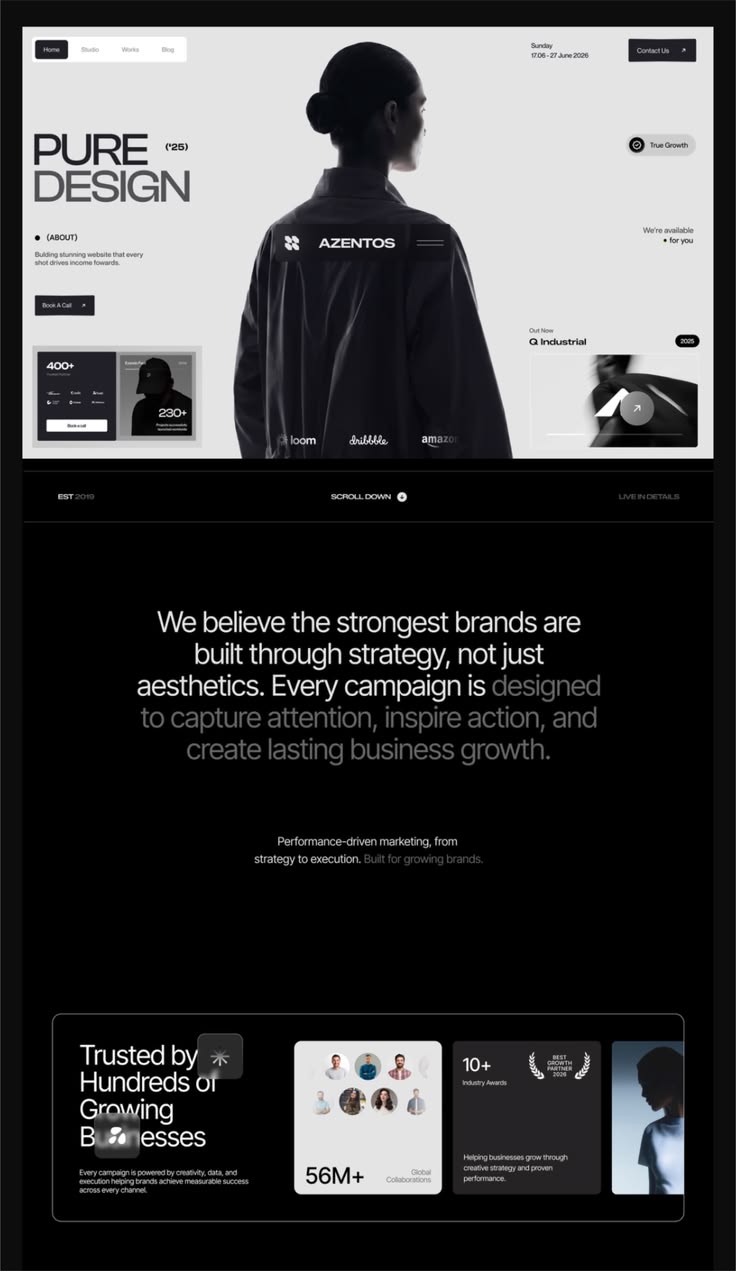 Home
Studio
Works
Blog
Sunday
17.06 - 27 June 2026
Contact Us
PURE
('25)
DESIGN
True Growth
(ABOUT)
Bulding stunning website that every
shot drives income fowards.
We're available
for you
AZENTOS
Book A Call
Out Now
Q Industrial
2025
400+
230+
Projects successfully
launched worldwide
Book a call
loom
dribbble
amazon
EST 2019
SCROLL DOWN
LIVE IN DETAILS
We believe the strongest brands are
built through strategy, not just
aesthetics. Every campaign is designed
to capture attention, inspire action, and
create lasting business growth.
Performance-driven marketing, from
strategy to execution. Built for growing brands.
Trusted by
Hundreds of
Growing
Businesses
Every campaign is powered by creativity, data, and
execution helping brands achieve measurable success
across every channel.
56M+
Global
Collaborations
10+
Industry Awards
BEST
GROWTH
PARTNER
2026
Helping businesses grow through
creative strategy and proven
performance.